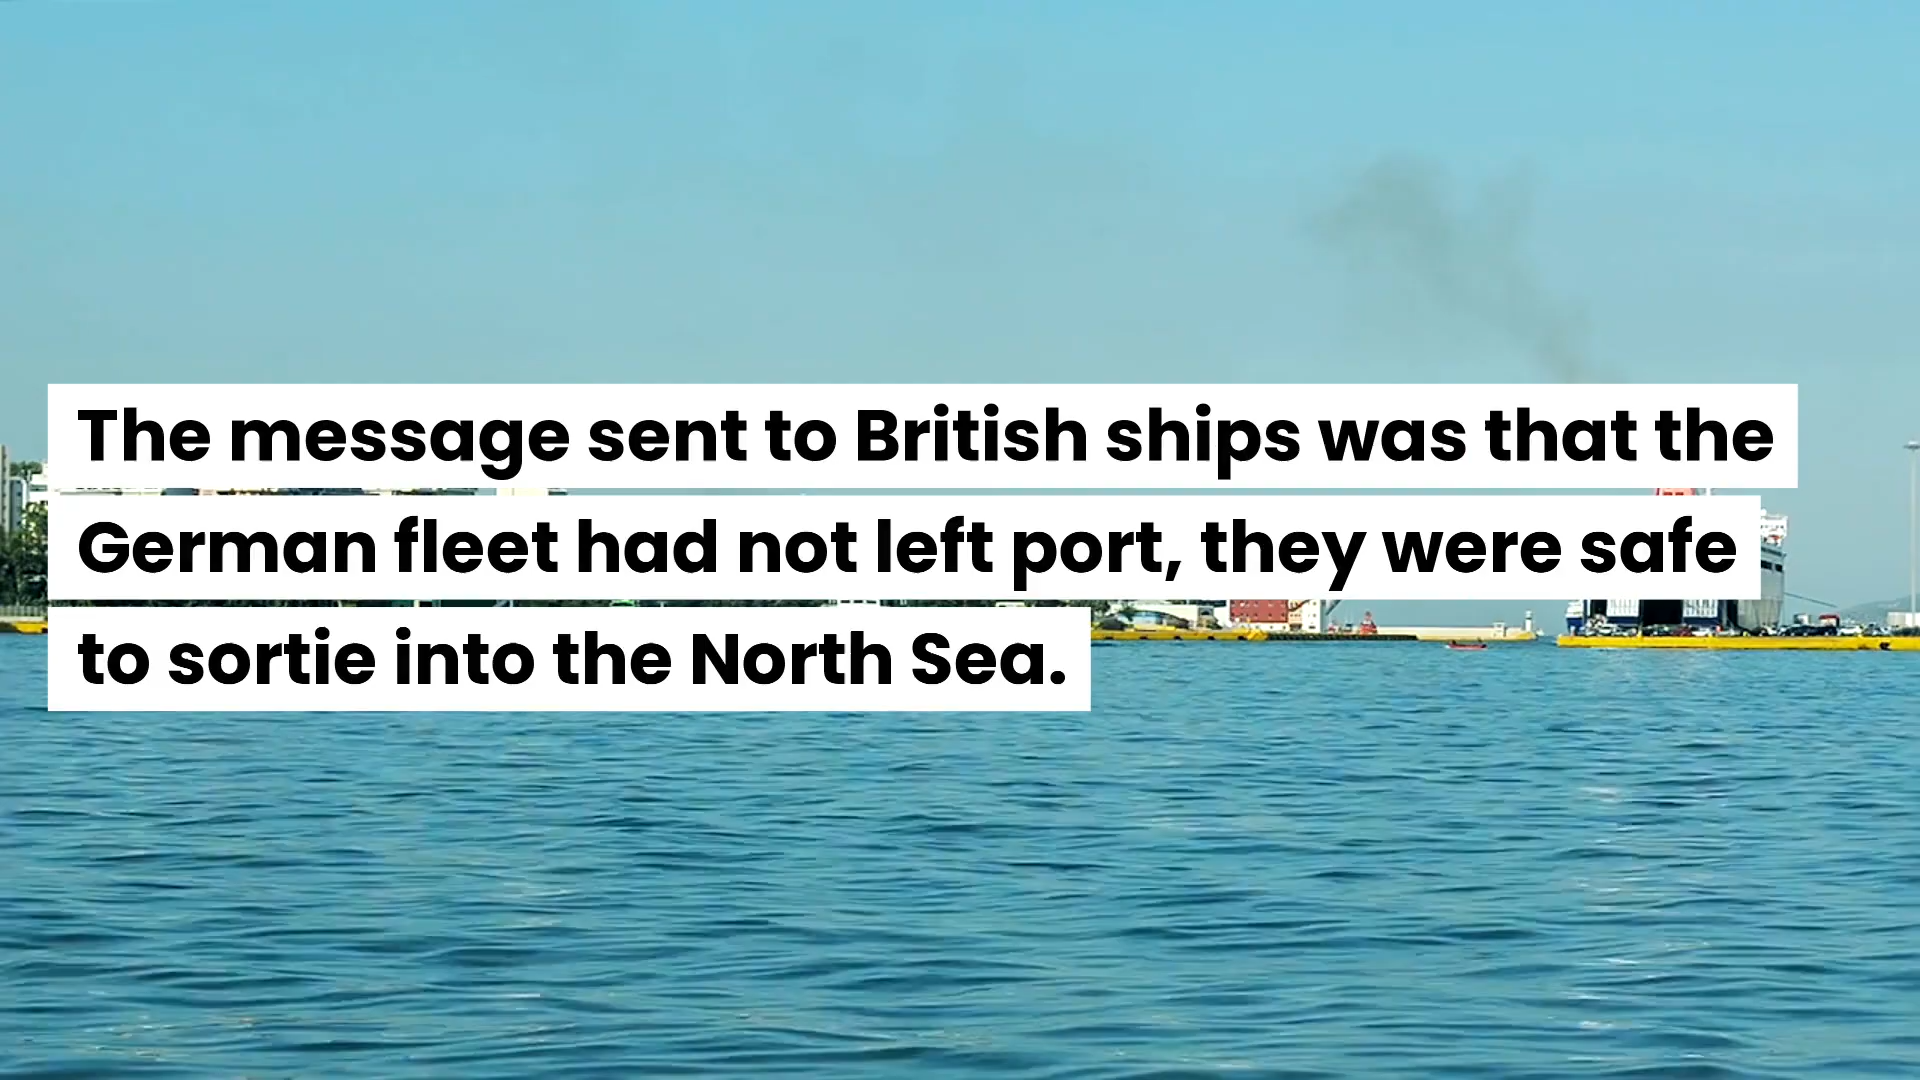 The message sent to British ships was that the
German fleet had not left port, they were safe
to sortie into the North Sea.